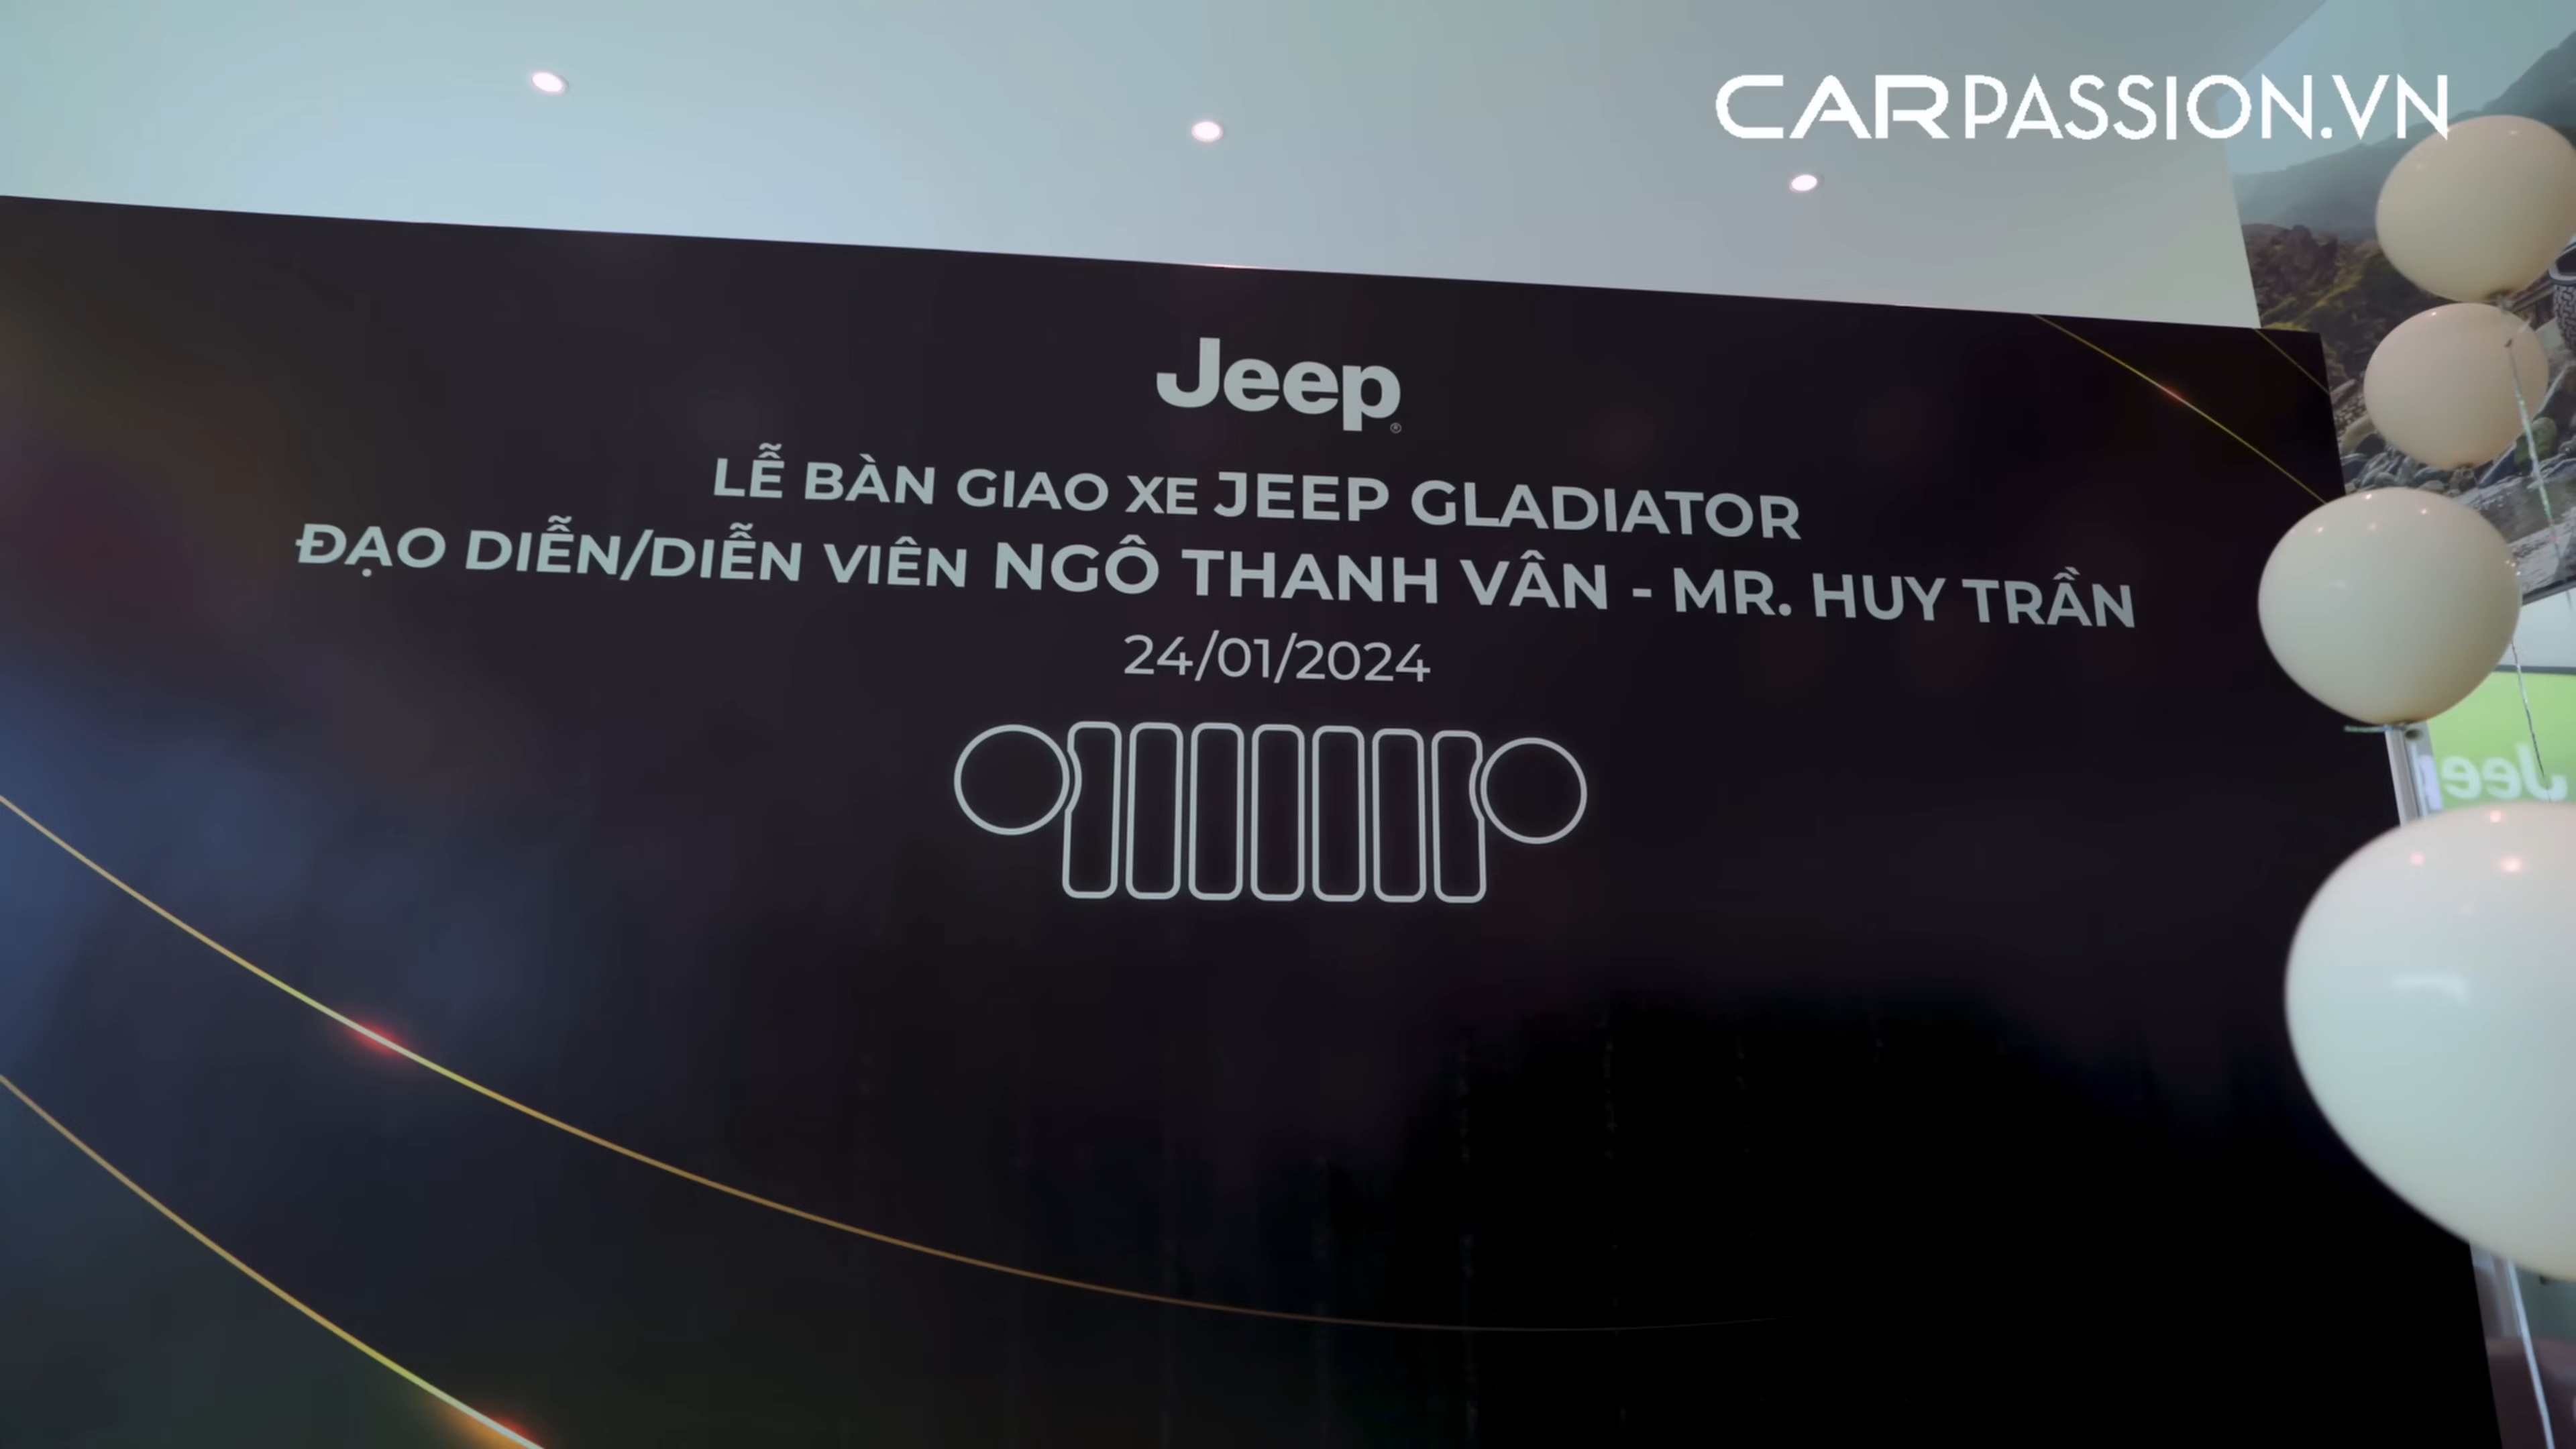 CARPASSION.VN
Jeep®
LỄ BÀN GIAO XE JEEP GLADIATOR
ĐẠO DIỄN/DIỄN VIÊN NGÔ THANH VÂN - MR. HUY TRẦN
24/01/2024
Jeep